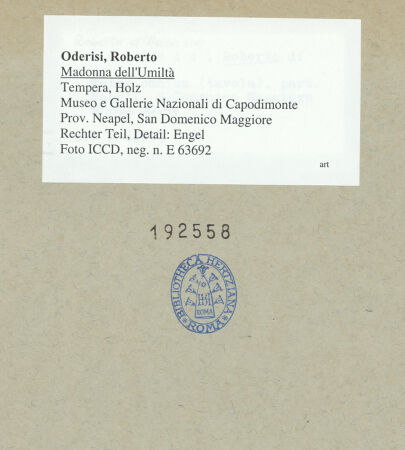 Oderisi, Roberto
Madonna dell'Umiltà
Tempera, Holz
Museo e Gallerie Nazionali di Capodimonte
Prov. Neapel, San Domenico Maggiore
Rechter Teil, Detail: Engel
Foto ICCD, neg. n. E 63692
art
192558
BIBLIOTHECA HERTZIANA
ROMA
ROMA